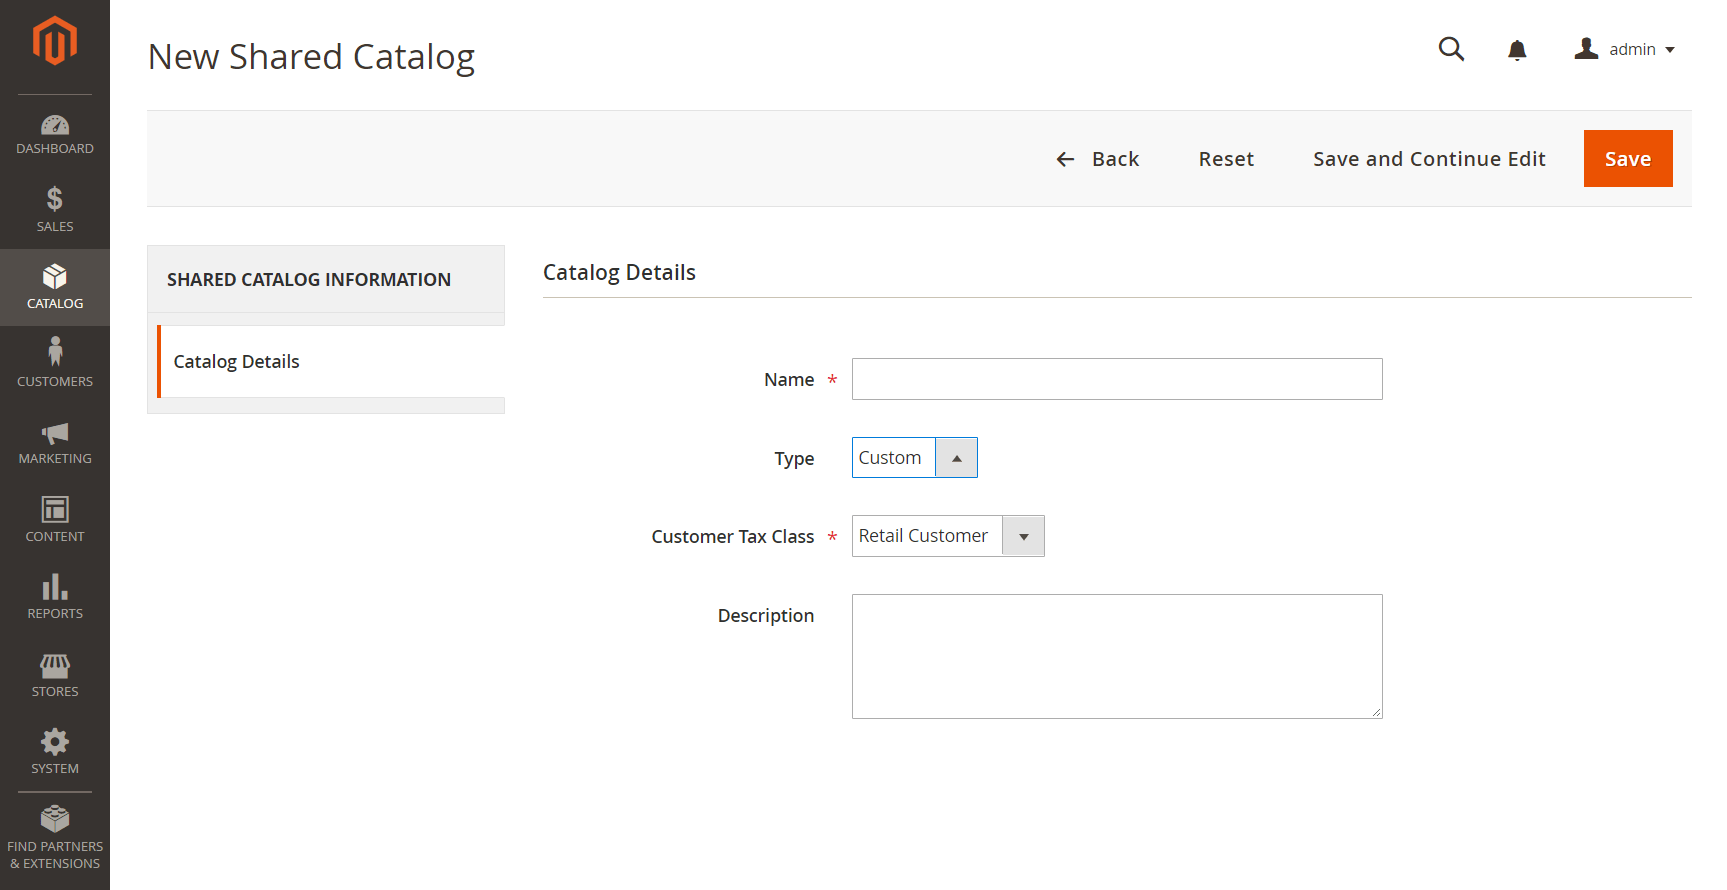 New Shared Catalog
admin
DASHBOARD
SALES
CATALOG
CUSTOMERS
MARKETING
CONTENT
REPORTS
STORES
SYSTEM
FIND PARTNERS
& EXTENSIONS
Back
Reset
Save and Continue Edit
Save
SHARED CATALOG INFORMATION
Catalog Details
Catalog Details
Name *
Type
Custom
Customer Tax Class *
Retail Customer
Description